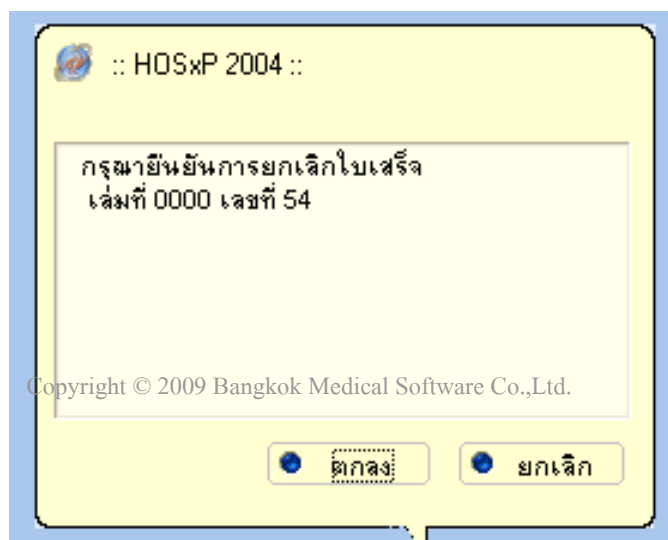 :: HOSxP 2004 ::
กรุณายืนยันการยกเลิกใบเสร็จ
เล่มที่ 0000 เลขที่ 54
Copyright © 2009 Bangkok Medical Software Co.,Ltd.
ตกลง ยกเลิก